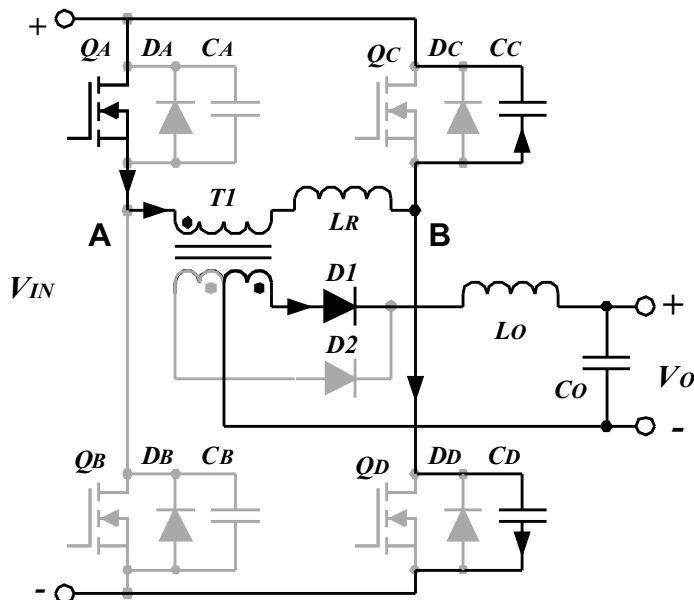 +
QA DA CA QC DC CC
T1
A LR B
VIN D1
+
LO
D2
CO VO
-
QB DB CB QD DD CD
-